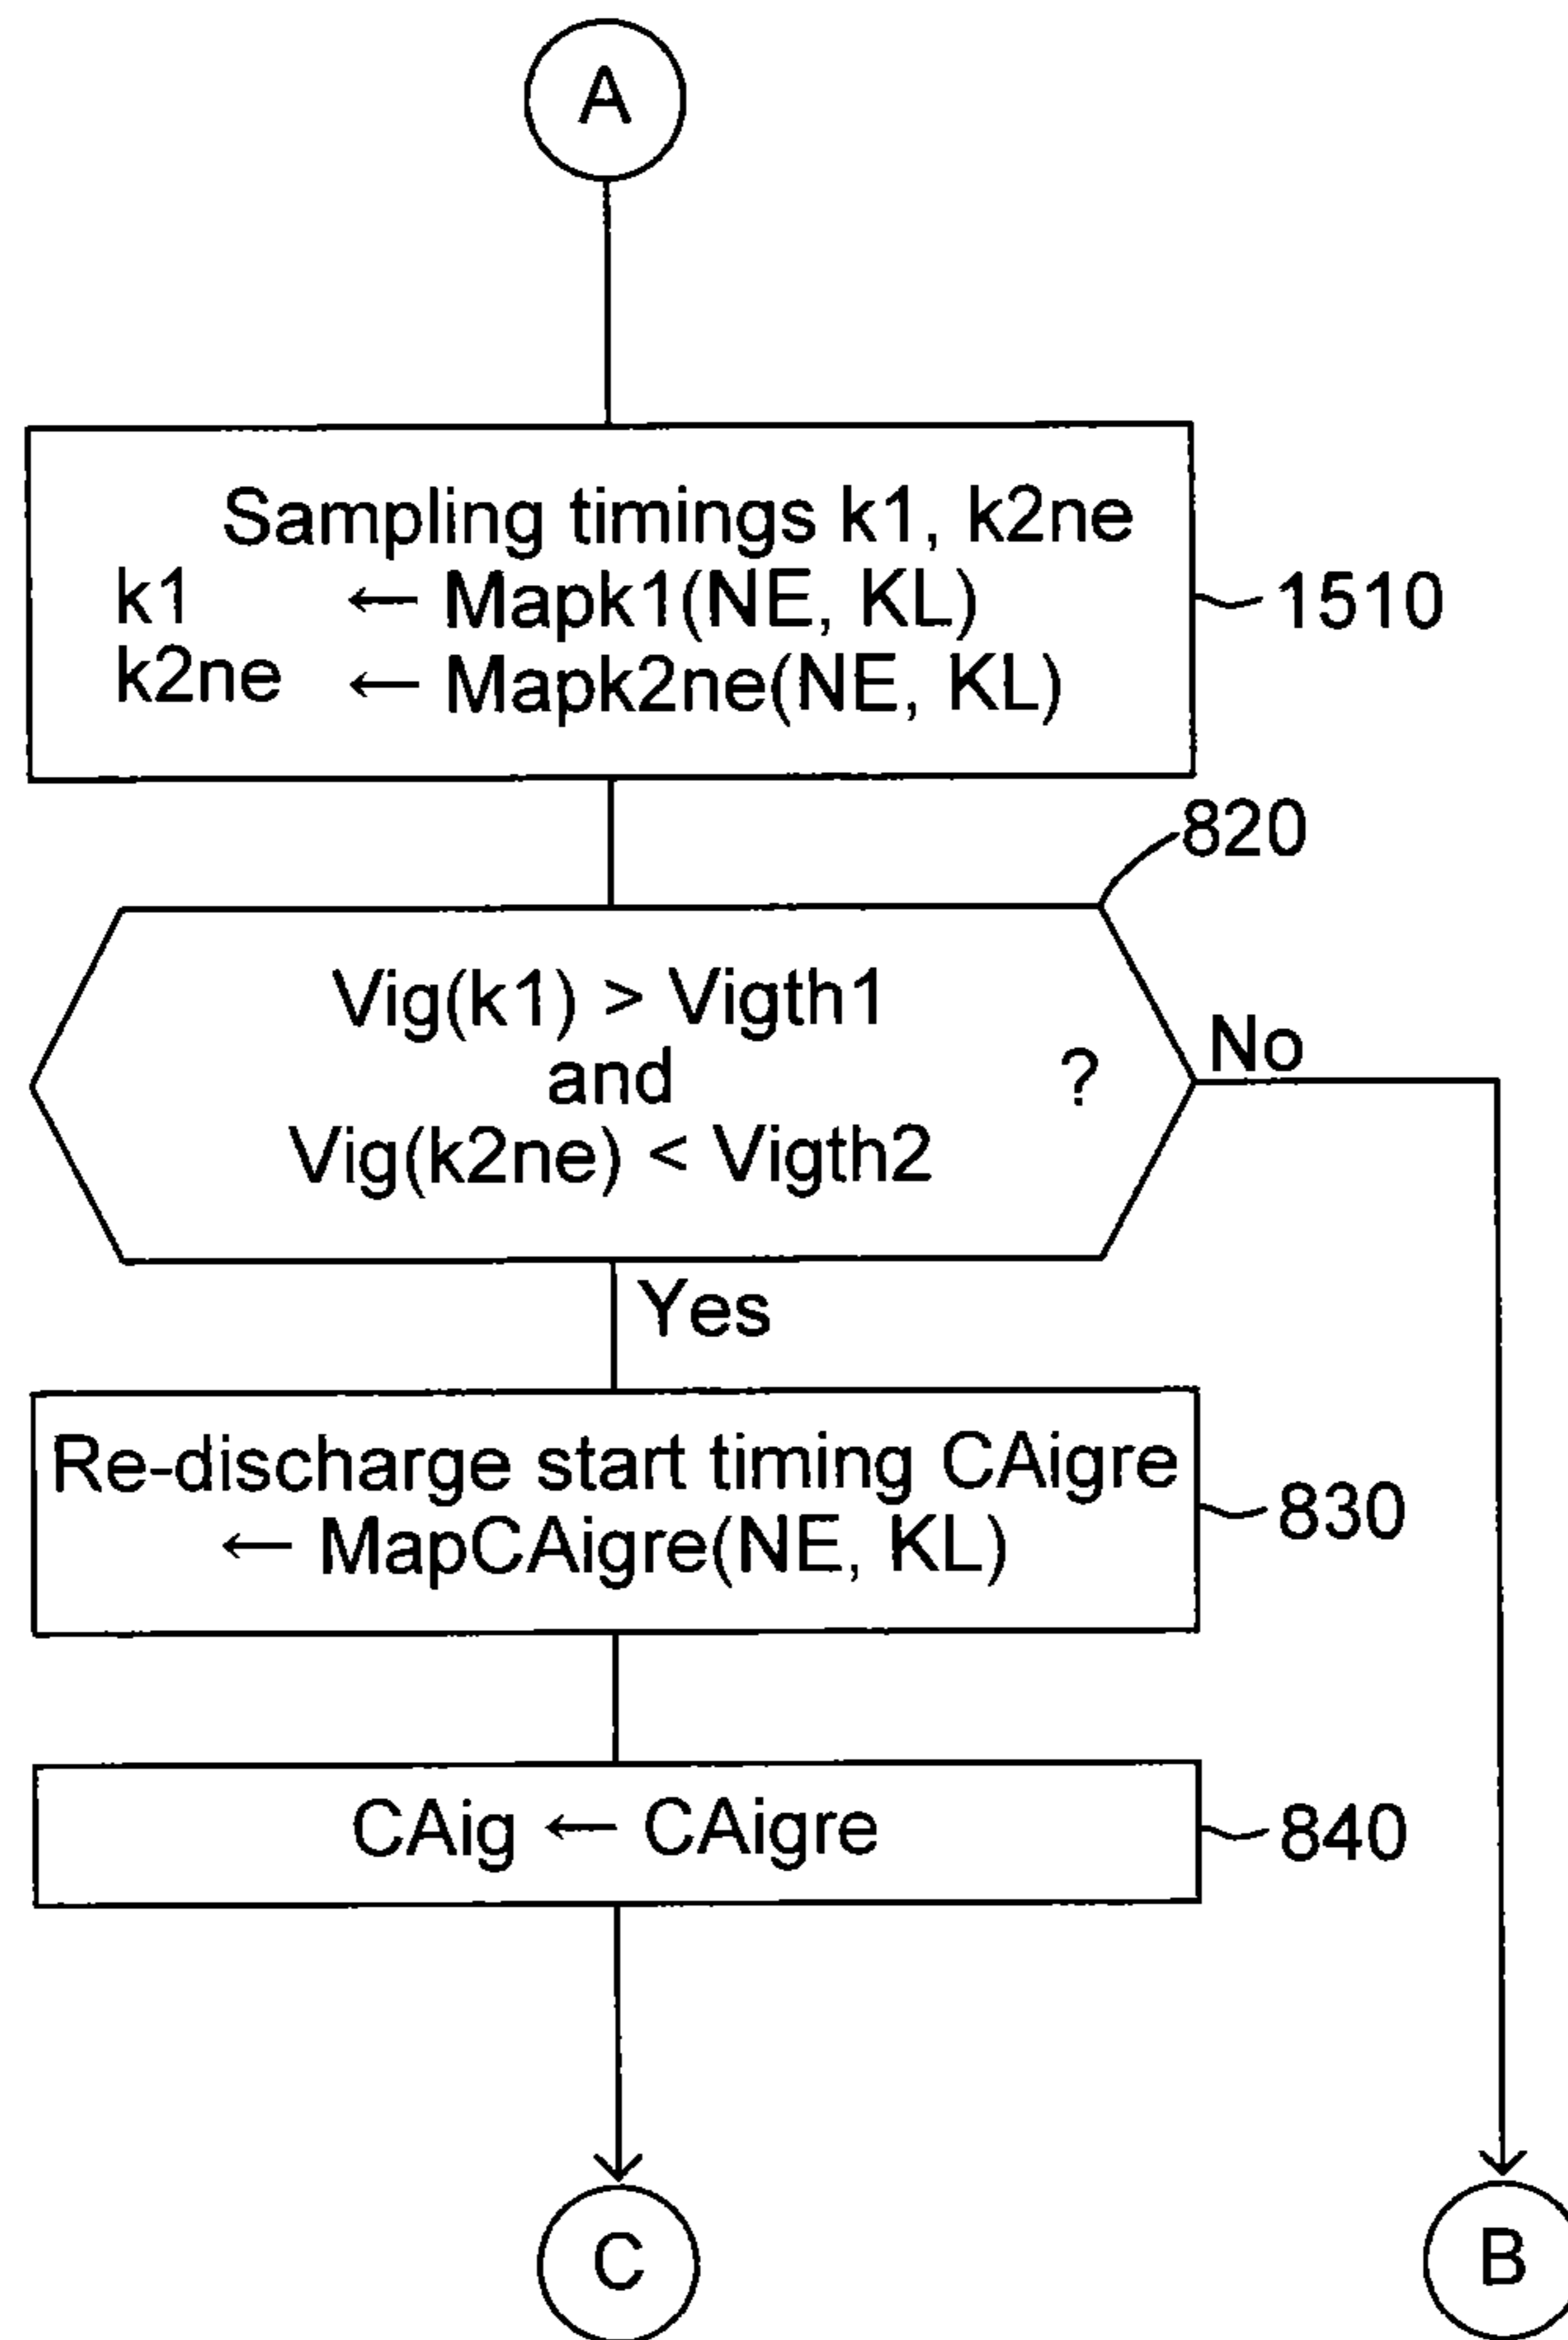 A
Sampling timings k1, k2ne
k1 ← Mapk1(NE, KL)
k2ne ← Mapk2ne(NE, KL)
1510
820
Vig(k1) > Vigth1
and ?
Vig(k2ne) < Vigth2
No
Yes
Re-discharge start timing CAigre
← MapCAigre(NE, KL)
830
CAig ← CAigre
840
C
B